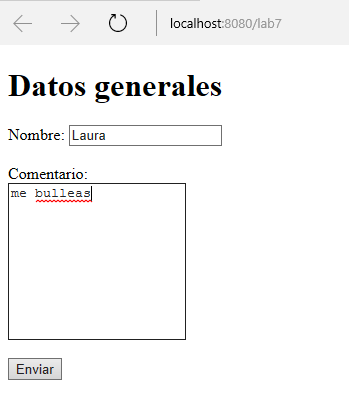 localhost:8080/lab7
Datos generales
Nombre: Laura
Comentario:
me bulleas
Enviar